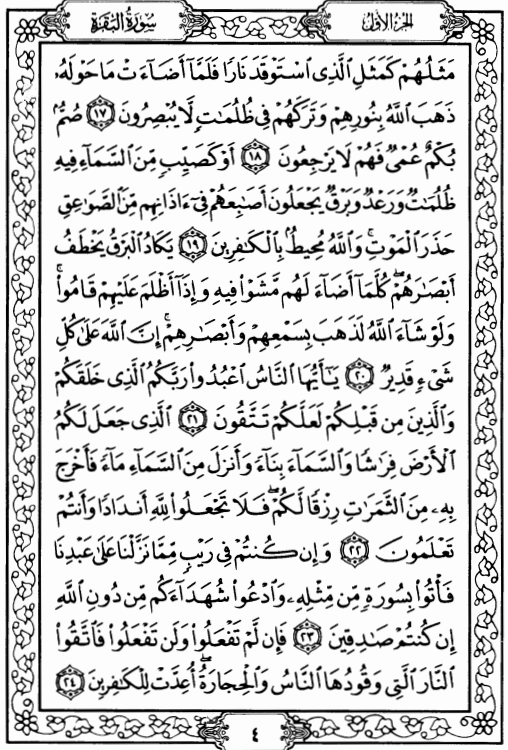 الجزء الأول
سورة البقرة
مَثَلُهُمْ كَمَثَلِ ٱلَّذِى ٱسْتَوْقَدَ نَارًا فَلَمَّآ أَضَآءَتْ مَا حَوْلَهُۥ
ذَهَبَ ٱللَّهُ بِنُورِهِمْ وَتَرَكَهُمْ فِى ظُلُمَـٰتٍ لَّا يُبْصِرُونَ ١٧ صُمٌّۢ
بُكْمٌ عُمْىٌ فَهُمْ لَا يَرْجِعُونَ ١٨ أَوْ كَصَيِّبٍ مِّنَ ٱلسَّمَآءِ فِيهِ
ظُلُمَـٰتٌ وَرَعْدٌ وَبَرْقٌ يَجْعَلُونَ أَصَـٰبِعَهُمْ فِىٓ ءَاذَانِهِم مِّنَ ٱلصَّوَٰعِقِ
حَذَرَ ٱلْمَوْتِ ۚ وَٱللَّهُ مُحِيطٌۢ بِٱلْكَـٰفِرِينَ ١٩ يَكَادُ ٱلْبَرْقُ يَخْطَفُ
أَبْصَـٰرَهُمْ ۖ كُلَّمَآ أَضَآءَ لَهُم مَّشَوْا۟ فِيهِ وَإِذَآ أَظْلَمَ عَلَيْهِمْ قَامُوا۟ ۚ
وَلَوْ شَآءَ ٱللَّهُ لَذَهَبَ بِسَمْعِهِمْ وَأَبْصَـٰرِهِمْ ۚ إِنَّ ٱللَّهَ عَلَىٰ كُلِّ
شَىْءٍ قَدِيرٌ ٢٠ يَـٰٓأَيُّهَا ٱلنَّاسُ ٱعْبُدُوا۟ رَبَّكُمُ ٱلَّذِى خَلَقَكُمْ
وَٱلَّذِينَ مِن قَبْلِكُمْ لَعَلَّكُمْ تَتَّقُونَ ٢١ ٱلَّذِى جَعَلَ لَكُمُ
ٱلْأَرْضَ فِرَٰشًا وَٱلسَّمَآءَ بِنَآءً وَأَنزَلَ مِنَ ٱلسَّمَآءِ مَآءً فَأَخْرَجَ
بِهِۦ مِنَ ٱلثَّمَرَٰتِ رِزْقًا لَّكُمْ ۖ فَلَا تَجْعَلُوا۟ لِلَّهِ أَندَادًا وَأَنتُمْ
تَعْلَمُونَ ٢٢ وَإِن كُنتُمْ فِى رَيْبٍ مِّمَّا نَزَّلْنَا عَلَىٰ عَبْدِنَا
فَأْتُوا۟ بِسُورَةٍ مِّن مِّثْلِهِۦ وَٱدْعُوا۟ شُهَدَآءَكُم مِّن دُونِ ٱللَّهِ
إِن كُنتُمْ صَـٰدِقِينَ ٢٣ فَإِن لَّمْ تَفْعَلُوا۟ وَلَن تَفْعَلُوا۟ فَٱتَّقُوا۟
ٱلنَّارَ ٱلَّتِى وَقُودُهَا ٱلنَّاسُ وَٱلْحِجَارَةُ ۖ أُعِدَّتْ لِلْكَـٰفِرِينَ ٢٤
٤